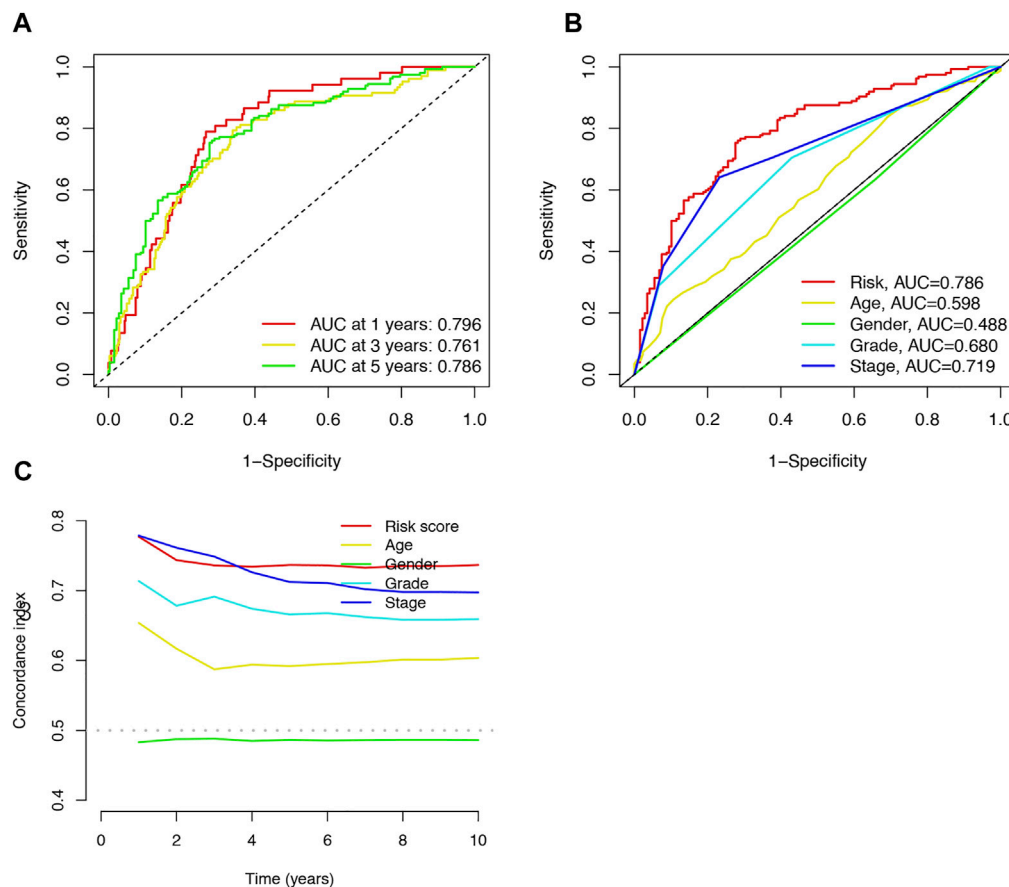 A
Sensitivity
0.0 0.2 0.4 0.6 0.8 1.0
AUC at 1 years: 0.796
AUC at 3 years: 0.761
AUC at 5 years: 0.786
0.0 0.2 0.4 0.6 0.8 1.0
1−Specificity
B
Sensitivity
0.0 0.2 0.4 0.6 0.8 1.0
Risk, AUC=0.786
Age, AUC=0.598
Gender, AUC=0.488
Grade, AUC=0.680
Stage, AUC=0.719
0.0 0.2 0.4 0.6 0.8 1.0
1−Specificity
C
Concordance index
0.4 0.5 0.6 0.7 0.8
Risk score
Age
Gender
Grade
Stage
0 2 4 6 8 10
Time (years)